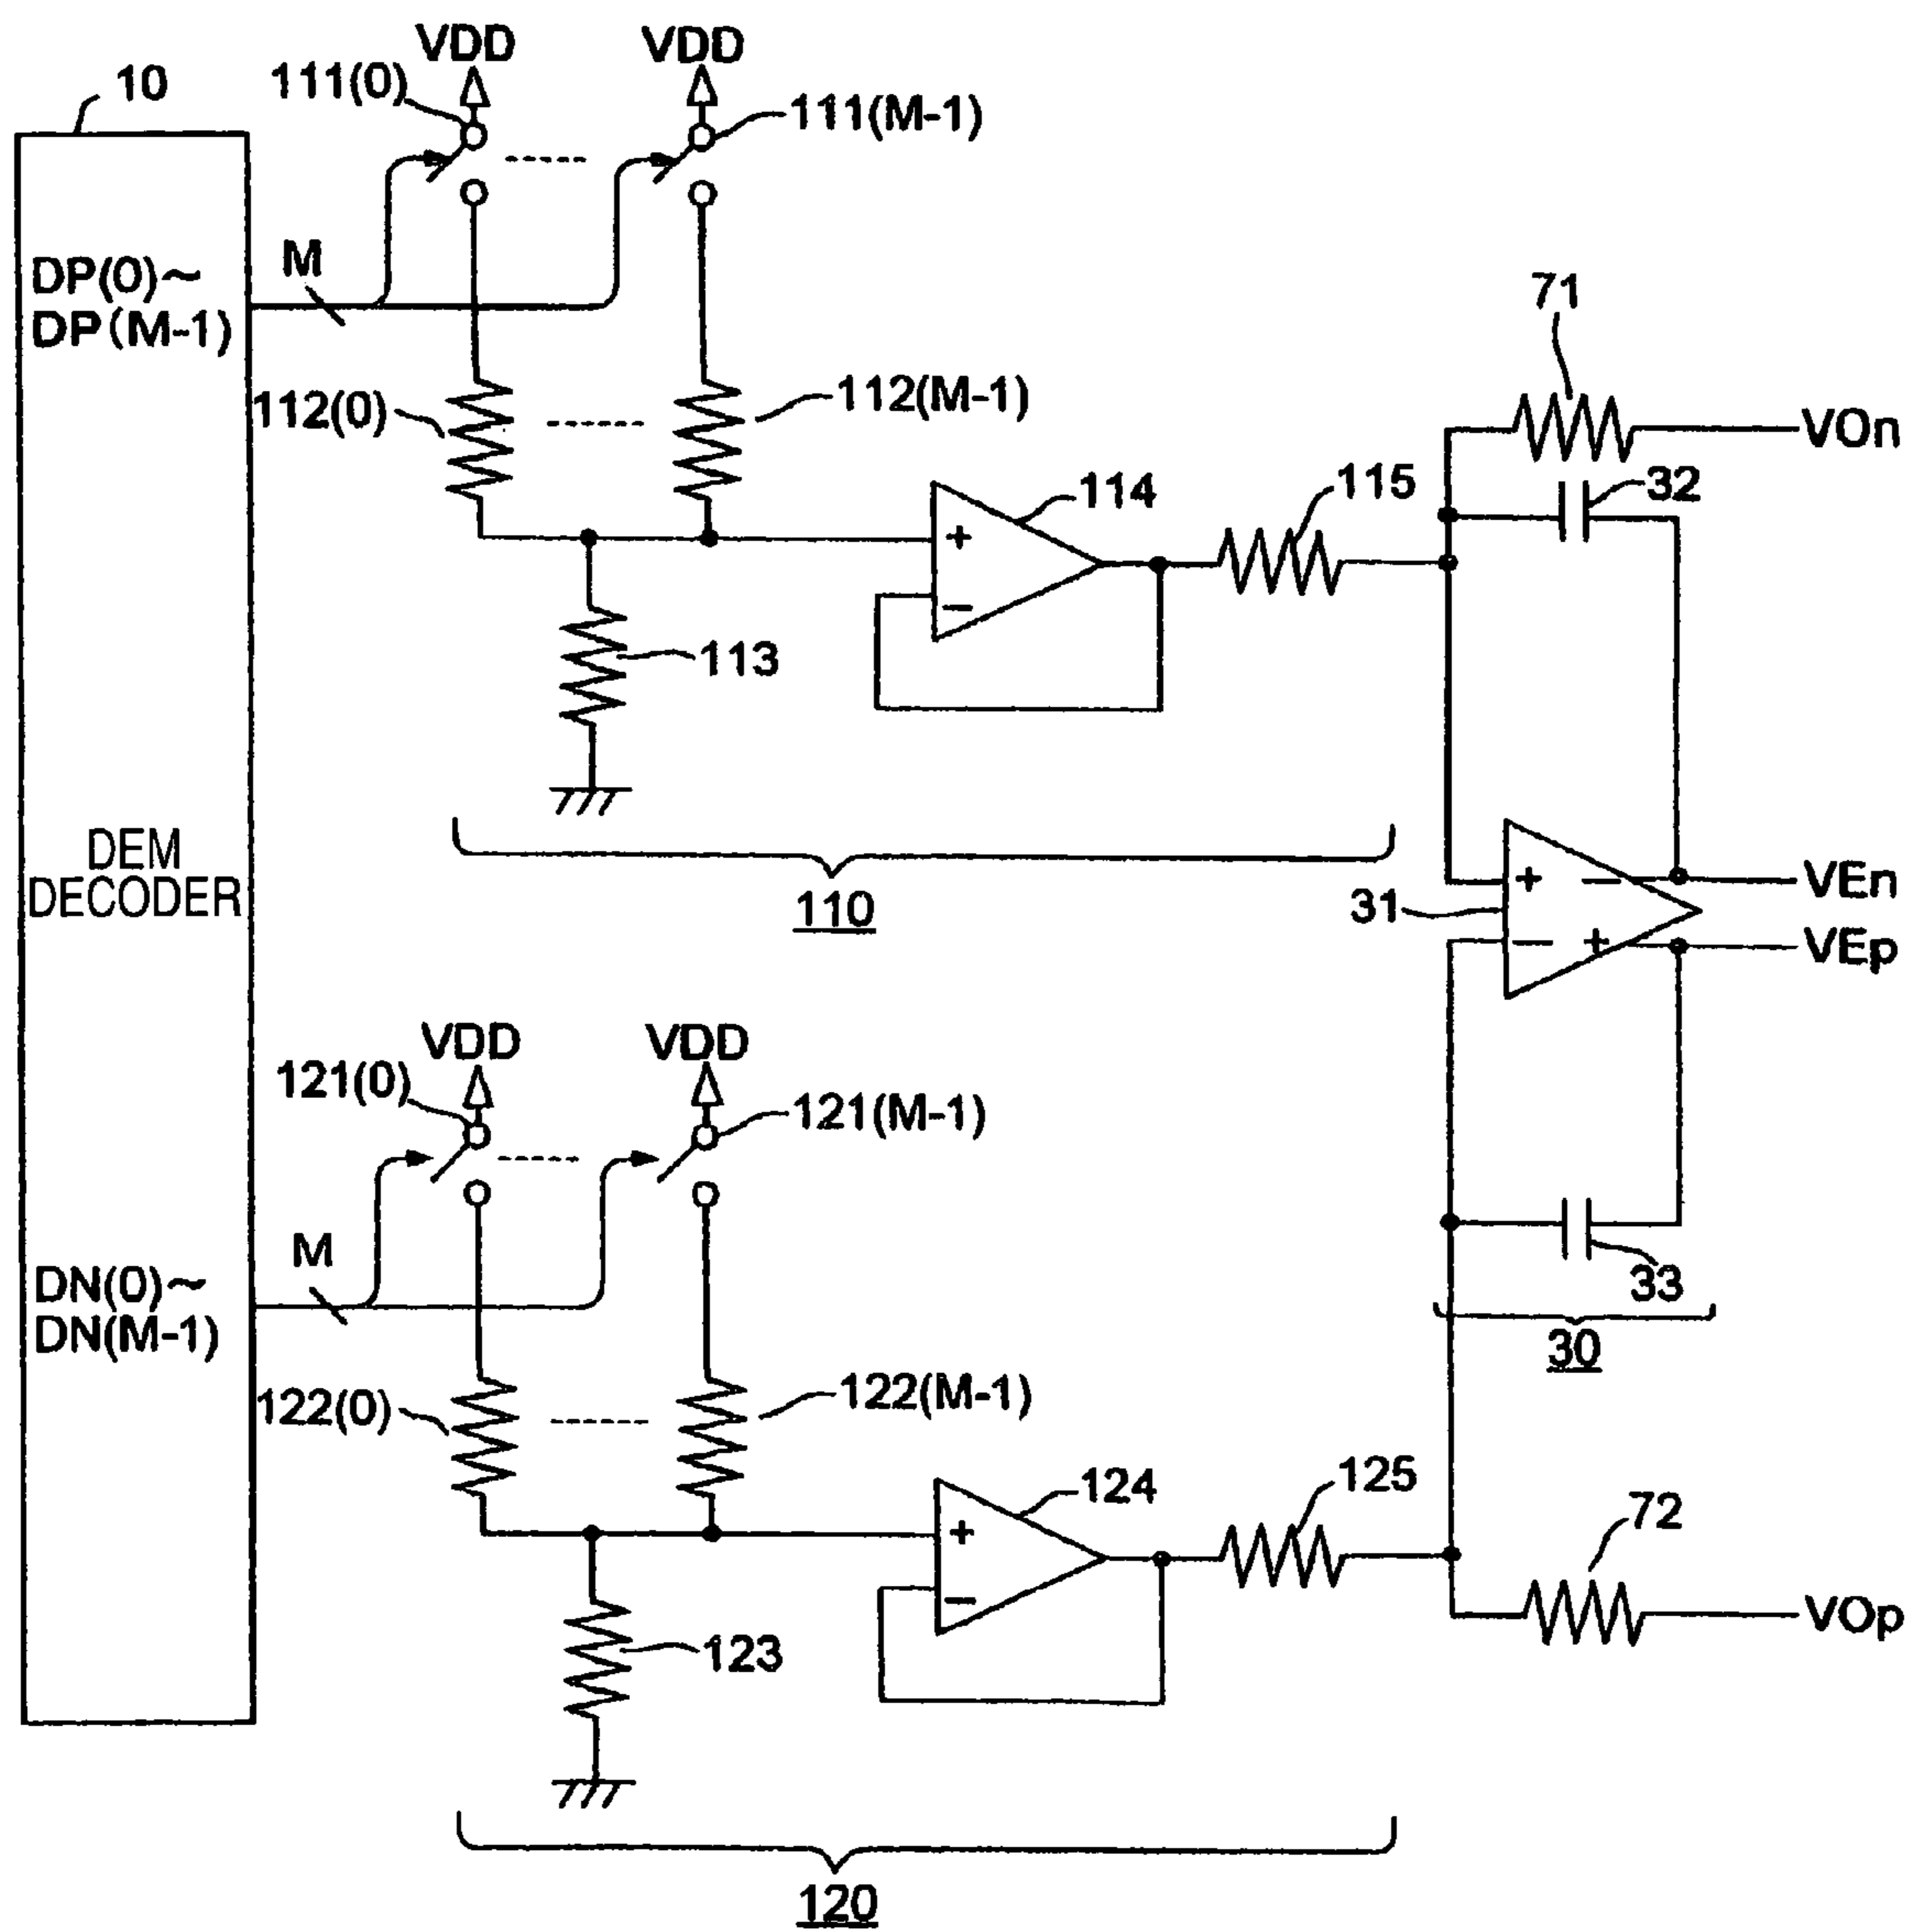 10
VDD
VDD
111(0)
111(M-1)
M
DP(0)~
DP(M-1)
112(0)
112(M-1)
71
VOn
32
114
115
+
−
113
110
DEM
DECODER
31
+
−
−
+
VEn
VEp
VDD
VDD
121(0)
121(M-1)
M
DN(0)~
DN(M-1)
33
30
122(0)
122(M-1)
124
125
72
+
−
VOp
123
120